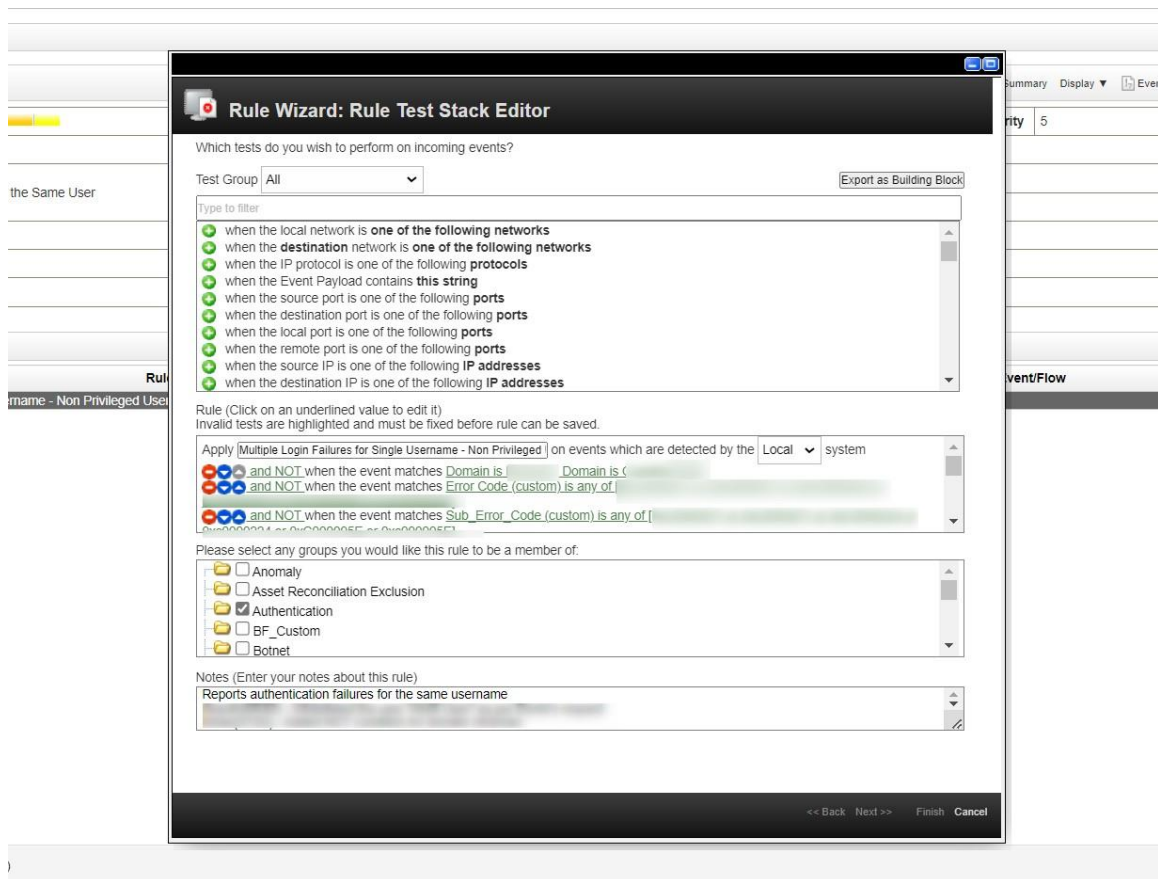 Summary Display ▼ Even
Rule Wizard: Rule Test Stack Editor
rity 5
Which tests do you wish to perform on incoming events?
the Same User
Test Group All
Export as Building Block
Type to filter
when the local network is one of the following networks
when the destination network is one of the following networks
when the IP protocol is one of the following protocols
when the Event Payload contains this string
when the source port is one of the following ports
when the destination port is one of the following ports
when the local port is one of the following ports
when the remote port is one of the following ports
when the source IP is one of the following IP addresses
when the destination IP is one of the following IP addresses
Rule
vent/Flow
rname - Non Privileged User
Rule (Click on an underlined value to edit it)
Invalid tests are highlighted and must be fixed before rule can be saved.
Apply Multiple Login Failures for Single Username - Non Privileged on events which are detected by the Local system
and NOT when the event matches Domain is Domain is
and NOT when the event matches Error Code (custom) is any of [
and NOT when the event matches Sub_Error_Code (custom) is any of [
Please select any groups you would like this rule to be a member of:
Anomaly
Asset Reconciliation Exclusion
Authentication
BF_Custom
Botnet
Notes (Enter your notes about this rule)
Reports authentication failures for the same username
<< Back Next >> Finish Cancel
)